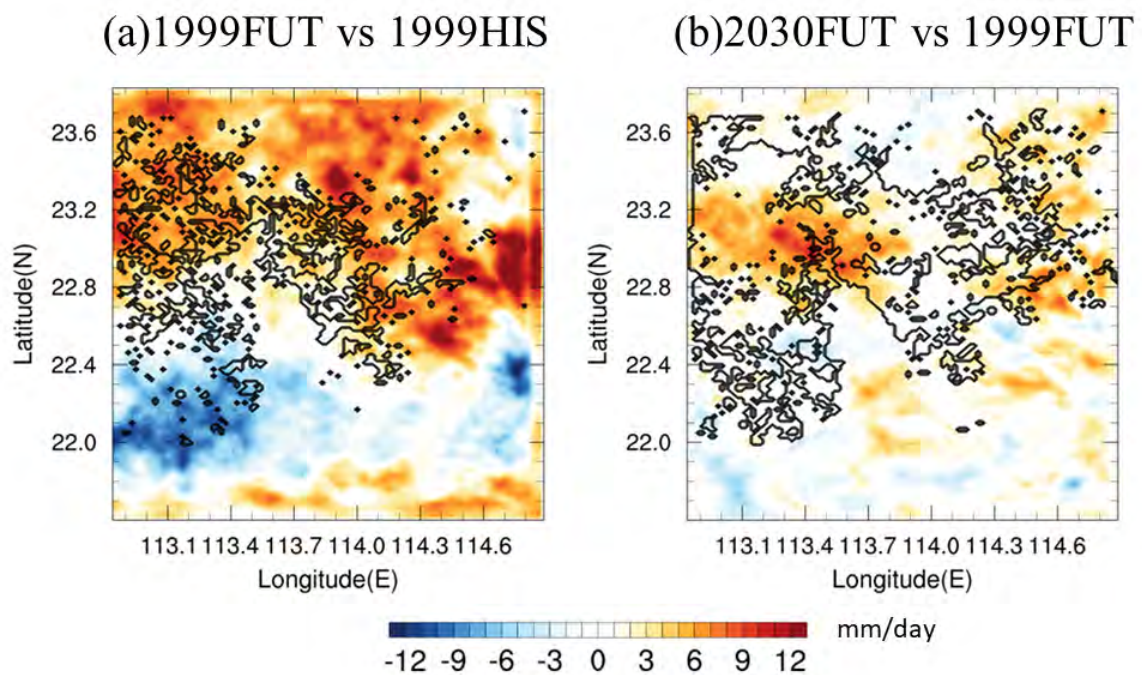 (a)1999FUT vs 1999HIS
(b)2030FUT vs 1999FUT
Latitude(N)
23.6
23.2
22.8
22.4
22.0
113.1 113.4 113.7 114.0 114.3 114.6
Longitude(E)
Latitude(N)
23.6
23.2
22.8
22.4
22.0
113.1 113.4 113.7 114.0 114.3 114.6
Longitude(E)
mm/day
-12 -9 -6 -3 0 3 6 9 12